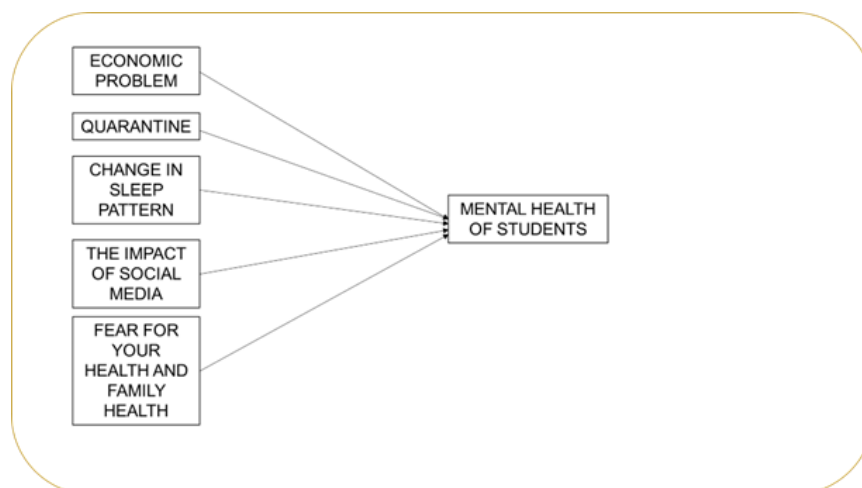 ECONOMIC
PROBLEM
QUARANTINE
CHANGE IN
SLEEP
PATTERN
THE IMPACT
OF SOCIAL
MEDIA
FEAR FOR
YOUR
HEALTH AND
FAMILY
HEALTH
MENTAL HEALTH
OF STUDENTS